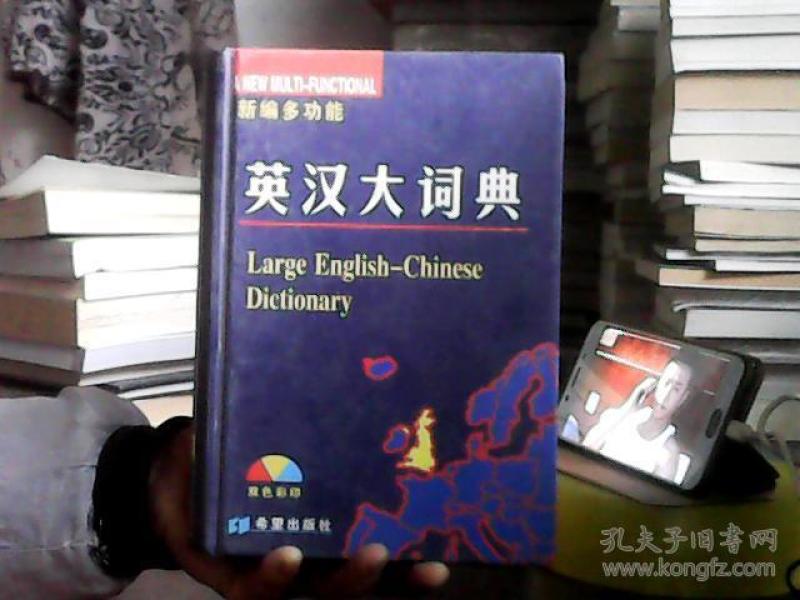 A NEW MULTI-FUNCTIONAL
新编多功能
英汉大词典
Large English-Chinese
Dictionary
双色彩印
希望出版社
孔夫子旧书网
www.kongfz.com